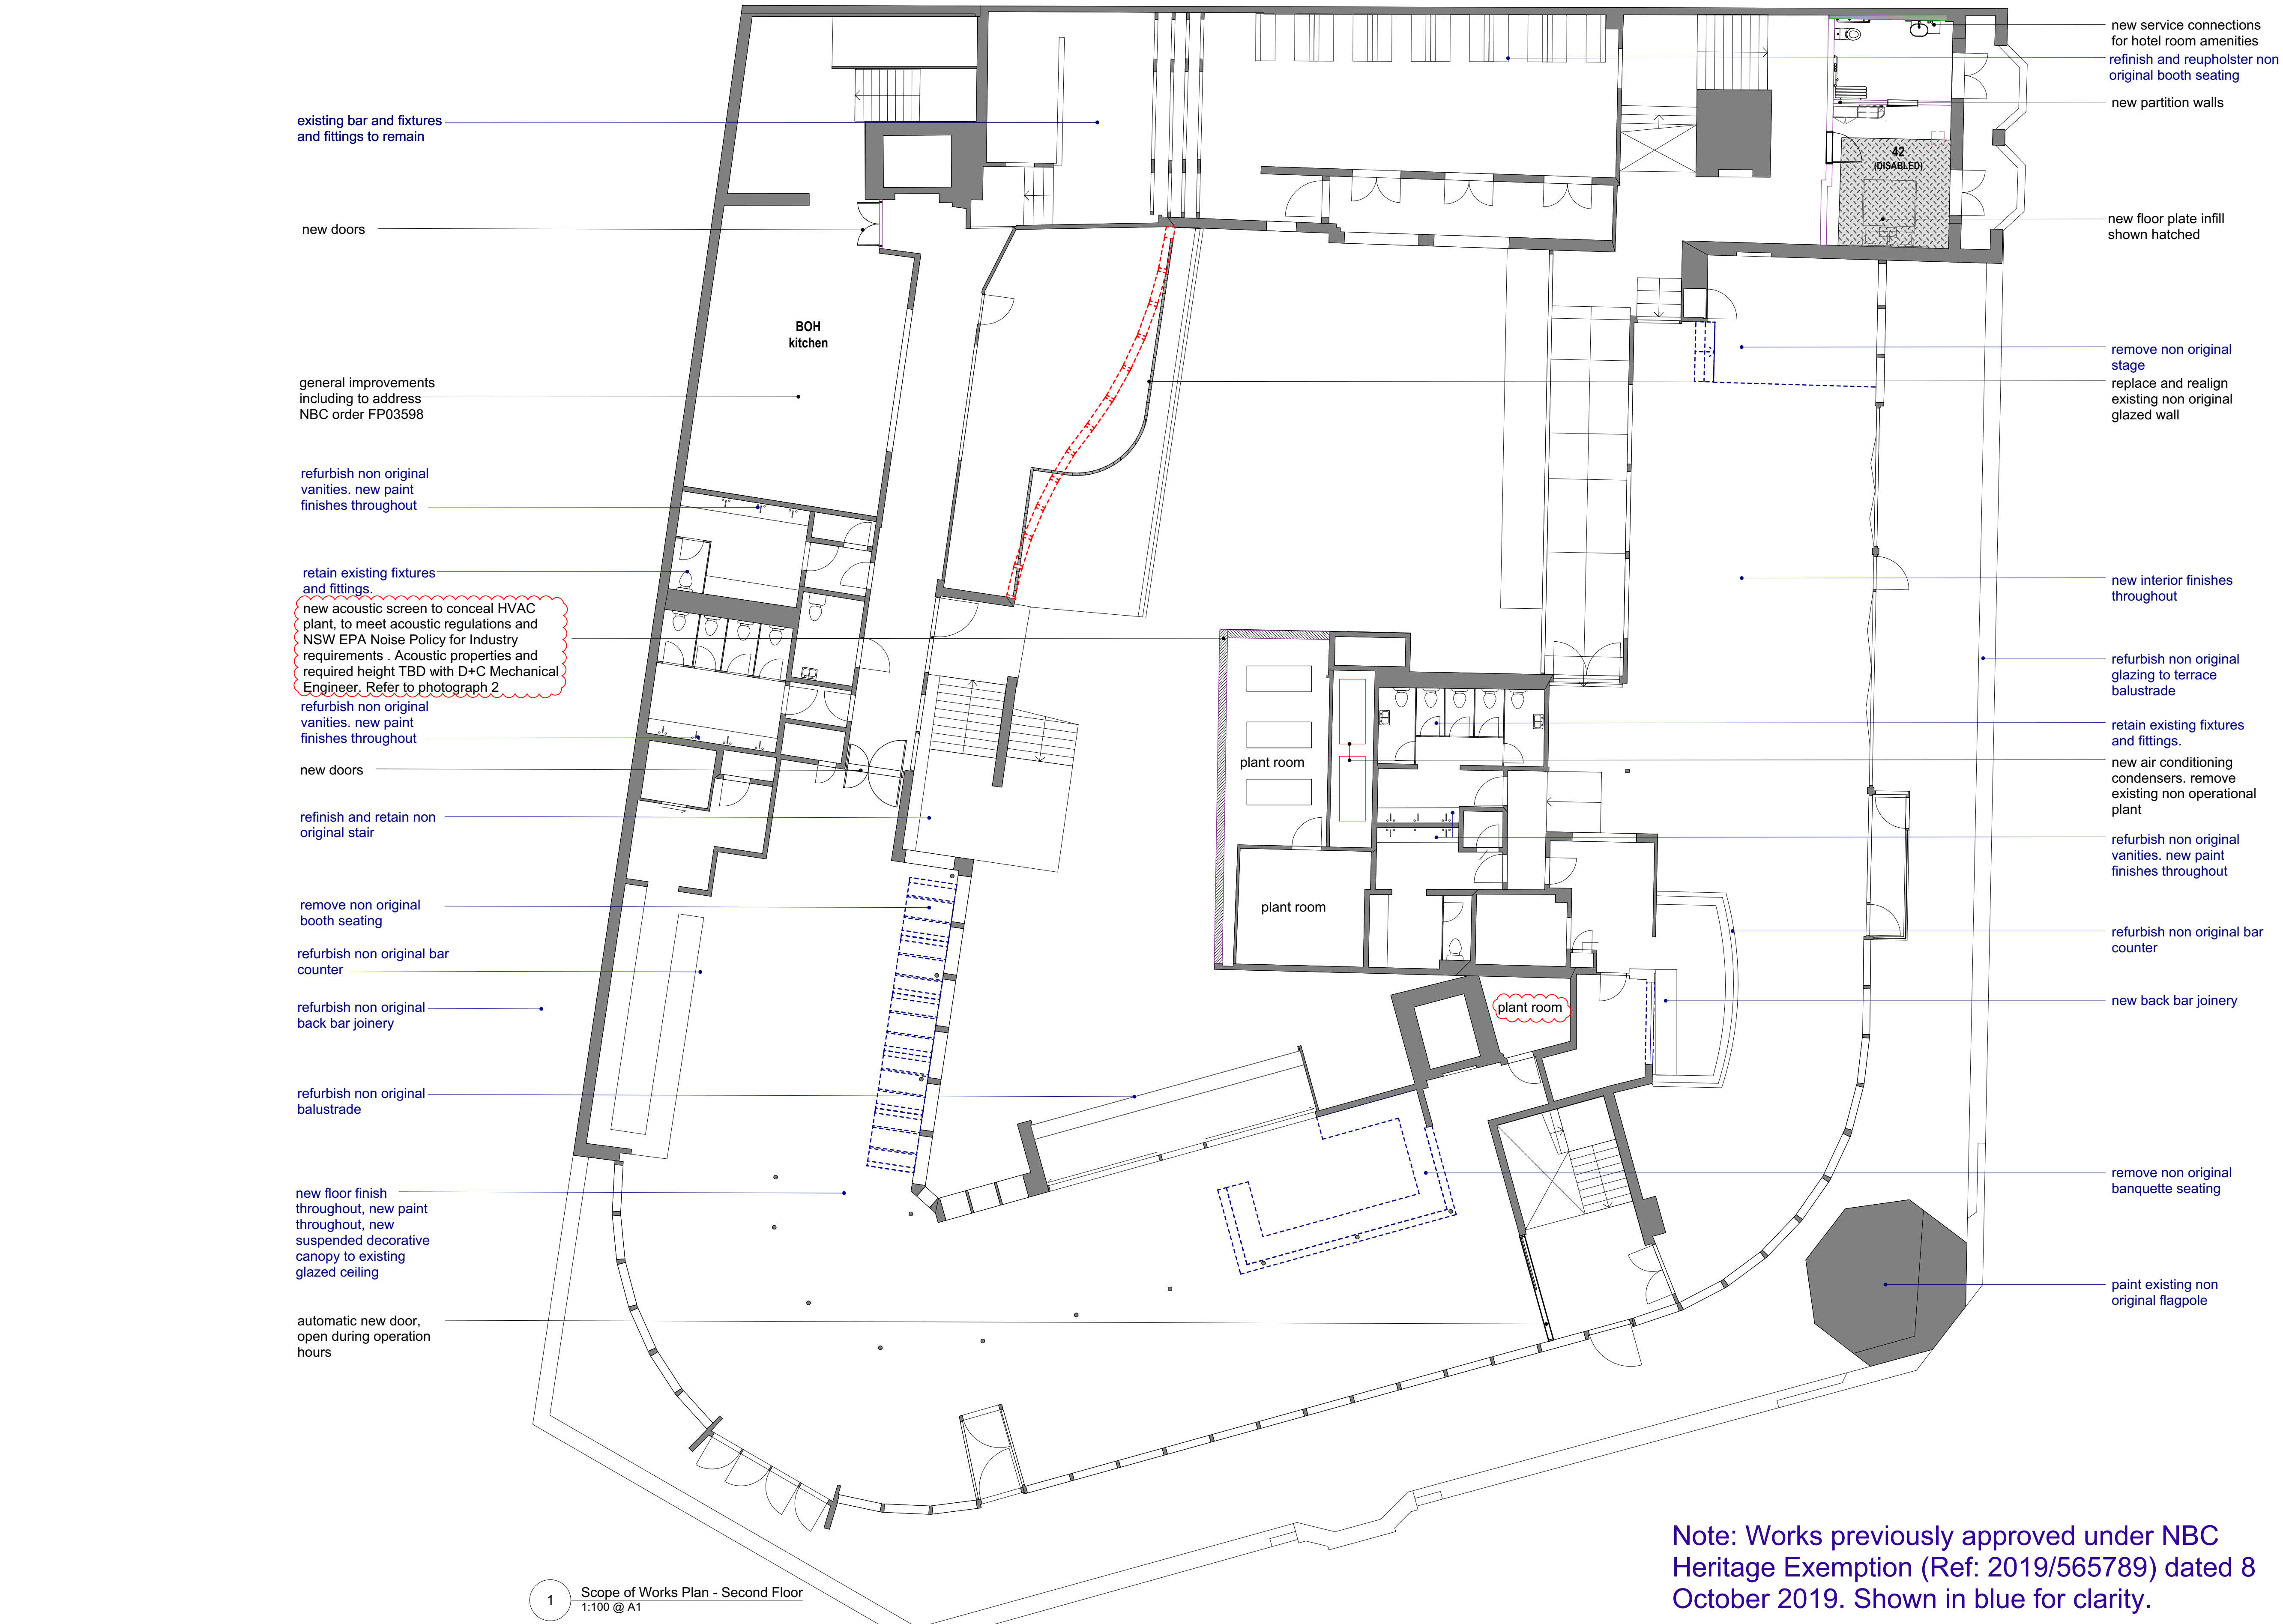 existing bar and fixtures
and fittings to remain
new doors
general improvements
including to address
NBC order FP03598
refurbish non original
vanities. new paint
finishes throughout
retain existing fixtures
and fittings.
new acoustic screen to conceal HVAC
plant, to meet acoustic regulations and
NSW EPA Noise Policy for Industry
requirements . Acoustic properties and
required height TBD with D+C Mechanical
Engineer. Refer to photograph 2
refurbish non original
vanities. new paint
finishes throughout
new doors
refinish and retain non
original stair
remove non original
booth seating
refurbish non original bar
counter
refurbish non original
back bar joinery
refurbish non original
balustrade
new floor finish
throughout, new paint
throughout, new
suspended decorative
canopy to existing
glazed ceiling
automatic new door,
open during operation
hours
BOH
kitchen
42
(DISABLED)
plant room
plant room
plant room
new service connections
for hotel room amenities
refinish and reupholster non
original booth seating
new partition walls
new floor plate infill
shown hatched
remove non original
stage
replace and realign
existing non original
glazed wall
new interior finishes
throughout
refurbish non original
glazing to terrace
balustrade
retain existing fixtures
and fittings.
new air conditioning
condensers. remove
existing non operational
plant
refurbish non original
vanities. new paint
finishes throughout
refurbish non original bar
counter
new back bar joinery
remove non original
banquette seating
paint existing non
original flagpole
Note: Works previously approved under NBC
Heritage Exemption (Ref: 2019/565789) dated 8
October 2019. Shown in blue for clarity.
1
Scope of Works Plan - Second Floor
1:100 @ A1